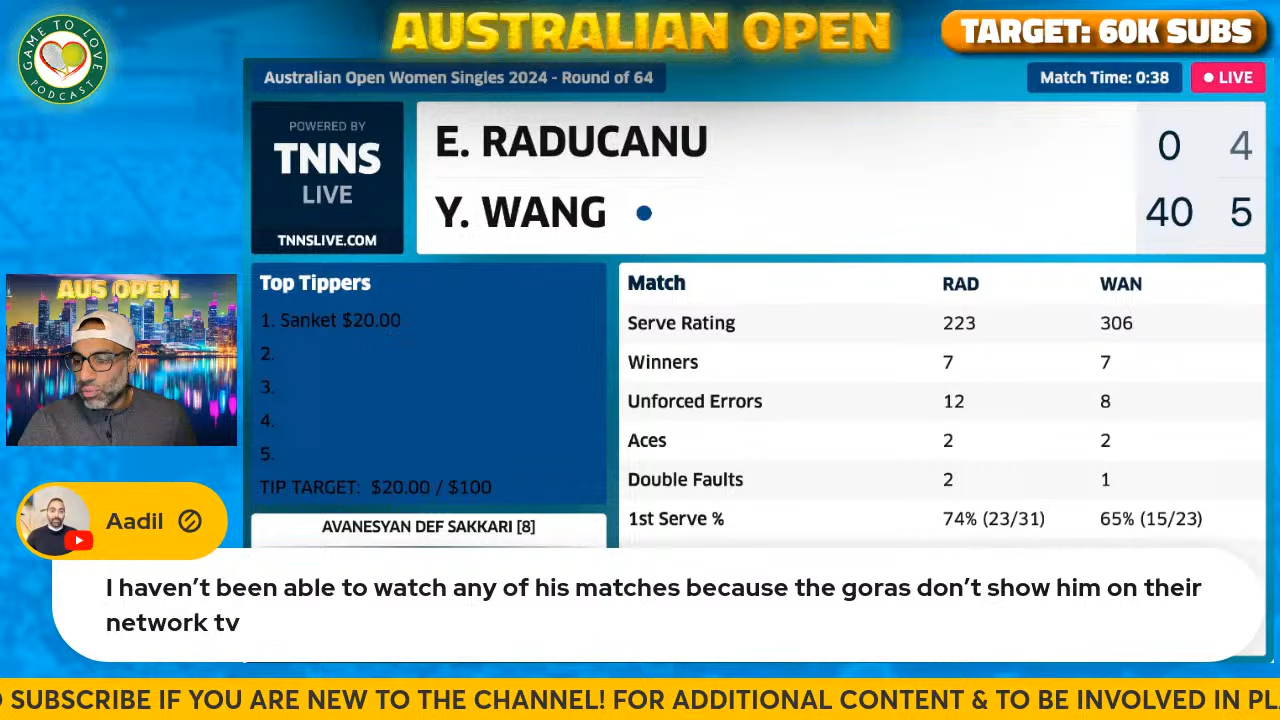 GAME TO LOVE
PODCAST
AUSTRALIAN OPEN
TARGET: 60K SUBS
Australian Open Women Singles 2024 - Round of 64
Match Time: 0:38
LIVE
POWERED BY
TNNS
LIVE
TNNSLIVE.COM
E. RADUCANU 0 4
Y. WANG 40 5
AUS OPEN
Top Tippers
1. Sanket $20.00
2.
3.
4.
5.
TIP TARGET: $20.00 / $100
AVANESYAN DEF SAKKARI [8]
Match RAD WAN
Serve Rating 223 306
Winners 7 7
Unforced Errors 12 8
Aces 2 2
Double Faults 2 1
1st Serve % 74% (23/31) 65% (15/23)
Aadil
I haven’t been able to watch any of his matches because the goras don’t show him on their
network tv
SUBSCRIBE IF YOU ARE NEW TO THE CHANNEL! FOR ADDITIONAL CONTENT & TO BE INVOLVED IN